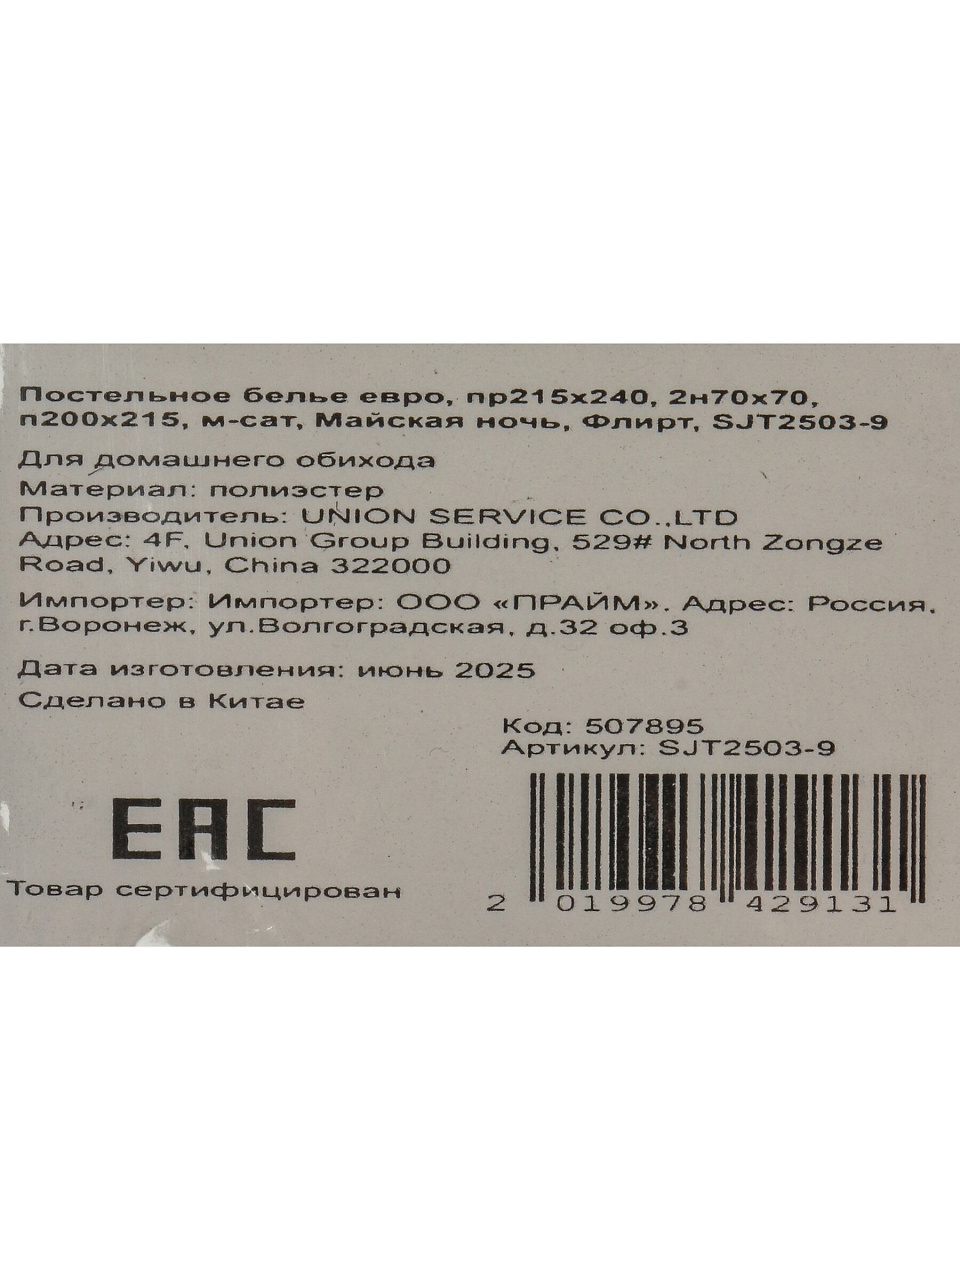 Постельное белье евро, пр215х240, 2н70х70,
п200х215, м-сат, Майская ночь, Флирт, SJT2503-9
Для домашнего обихода
Материал: полиэстер
Производитель: UNION SERVICE CO.,LTD
Адрес: 4F, Union Group Building, 529# North Zongze
Road, Yiwu, China 322000
Импортер: Импортер: ООО «ПРАЙМ». Адрес: Россия,
г.Воронеж, ул.Волгоградская, д.32 оф.3
Дата изготовления: июнь 2025
Сделано в Китае
Код: 507895
Артикул: SJT2503-9
EAC
Товар сертифицирован
2 019978 429131